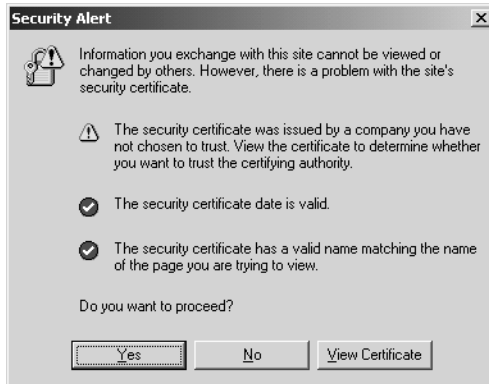 Security Alert
Information you exchange with this site cannot be viewed or
changed by others. However, there is a problem with the site's
security certificate.
The security certificate was issued by a company you have
not chosen to trust. View the certificate to determine whether
you want to trust the certifying authority.
The security certificate date is valid.
The security certificate has a valid name matching the name
of the page you are trying to view.
Do you want to proceed?
Yes No View Certificate